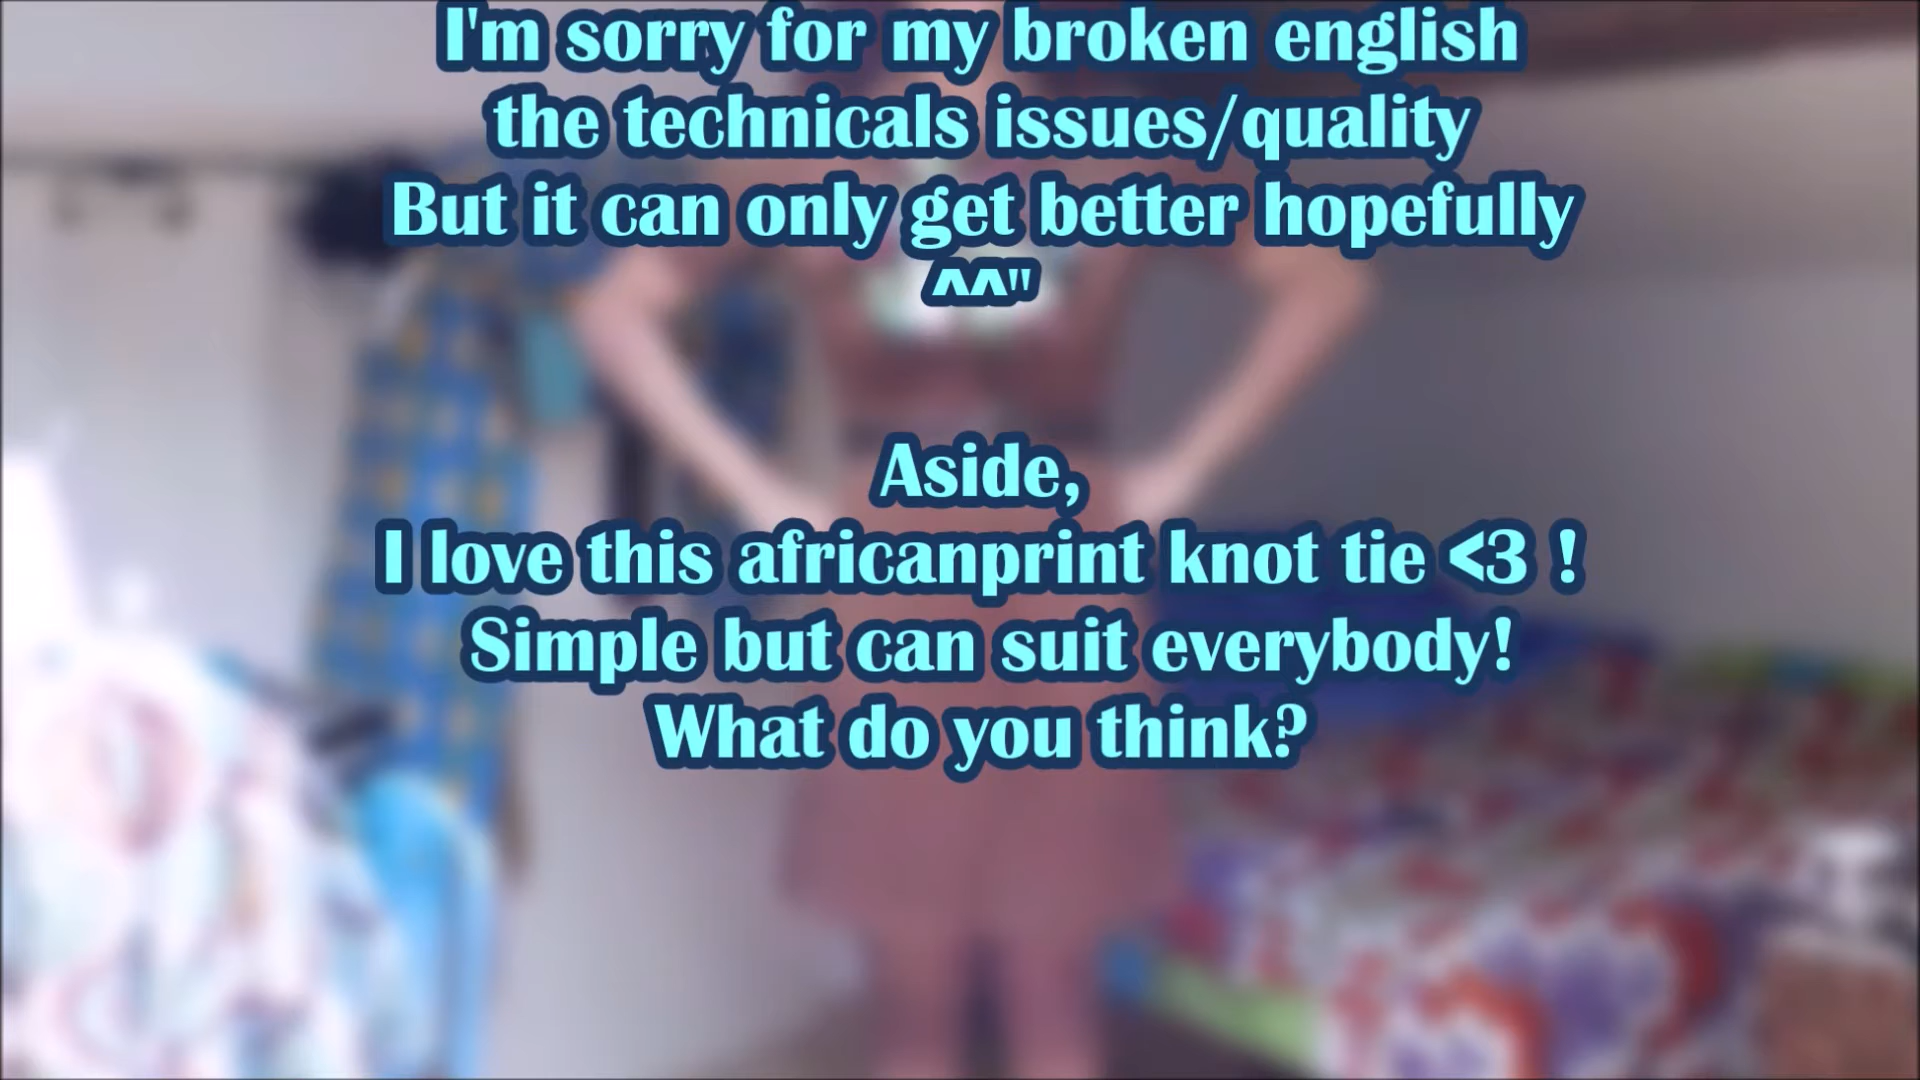 I'm sorry for my broken english
the technicals issues/quality
But it can only get better hopefully
^^"
Aside,
I love this africanprint knot tie <3 !
Simple but can suit everybody!
What do you think?